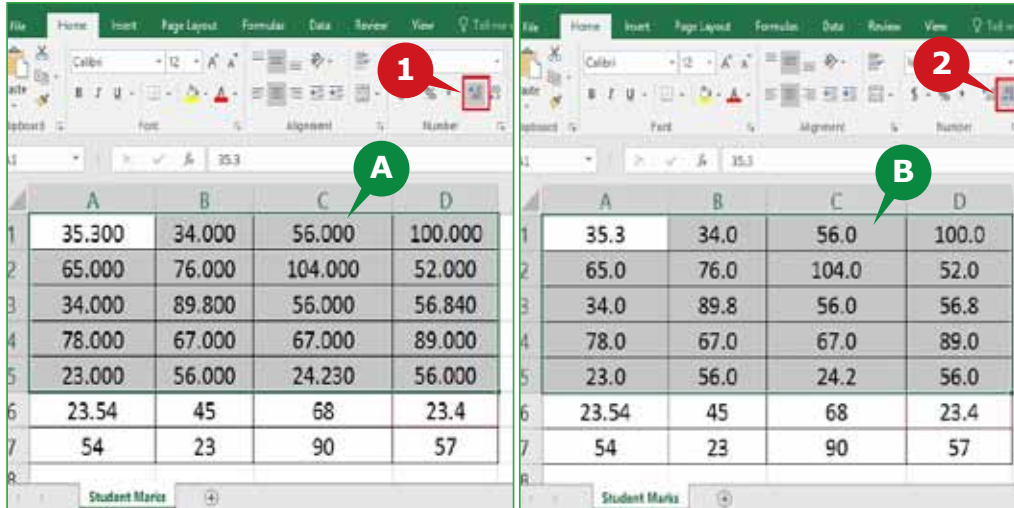 File Home Insert Page Layout Formulas Data Review View Tell me
1
Calibri 12 A A
B I U A %
Font Alignment Number
35.3
A
A B C D
1 35.300 34.000 56.000 100.000
2 65.000 76.000 104.000 52.000
3 34.000 89.800 56.000 56.840
4 78.000 67.000 67.000 89.000
5 23.000 56.000 24.230 56.000
6 23.54 45 68 23.4
7 54 23 90 57
8
Student Marks
File Home Insert Page Layout Formulas Data Review View
2
Calibri 12 A A
B I U A $ %
Font Alignment Number
35.3
B
A B C D
1 35.3 34.0 56.0 100.0
2 65.0 76.0 104.0 52.0
3 34.0 89.8 56.0 56.8
4 78.0 67.0 67.0 89.0
5 23.0 56.0 24.2 56.0
6 23.54 45 68 23.4
7 54 23 90 57
Student Marks